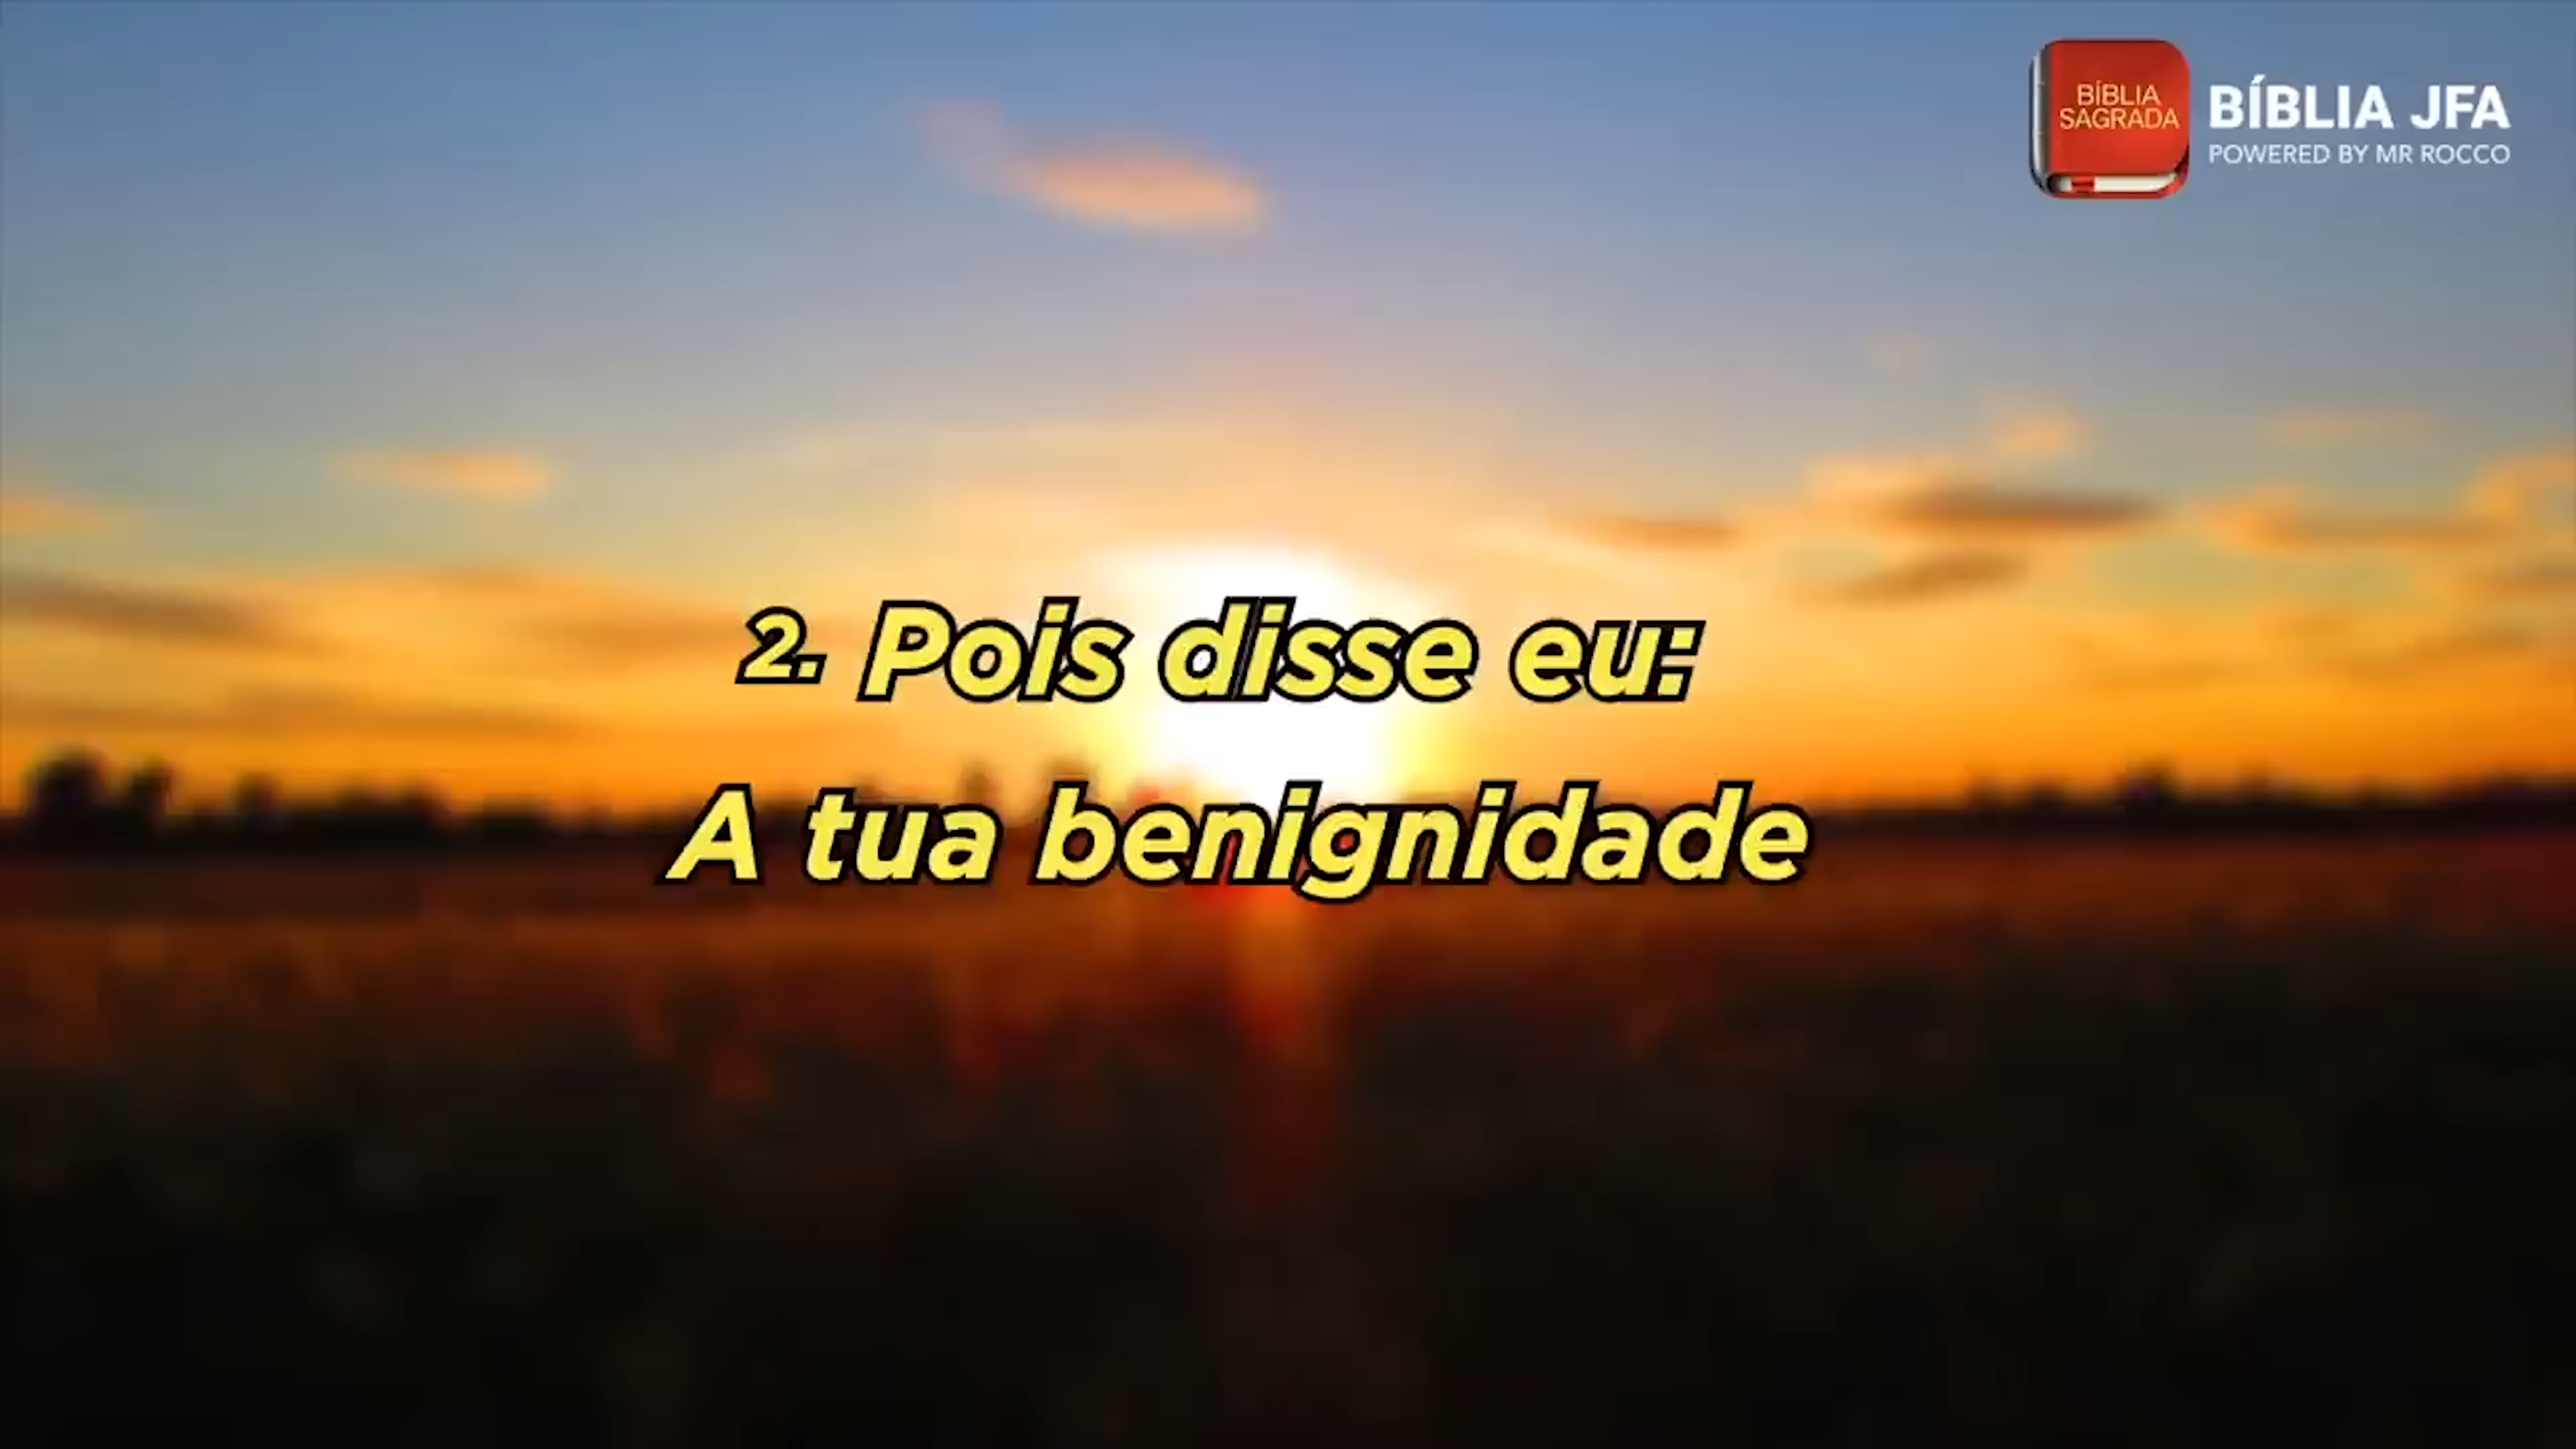 BÍBLIA
SAGRADA
BÍBLIA JFA
POWERED BY MR ROCCO
2. Pois disse eu:
A tua benignidade